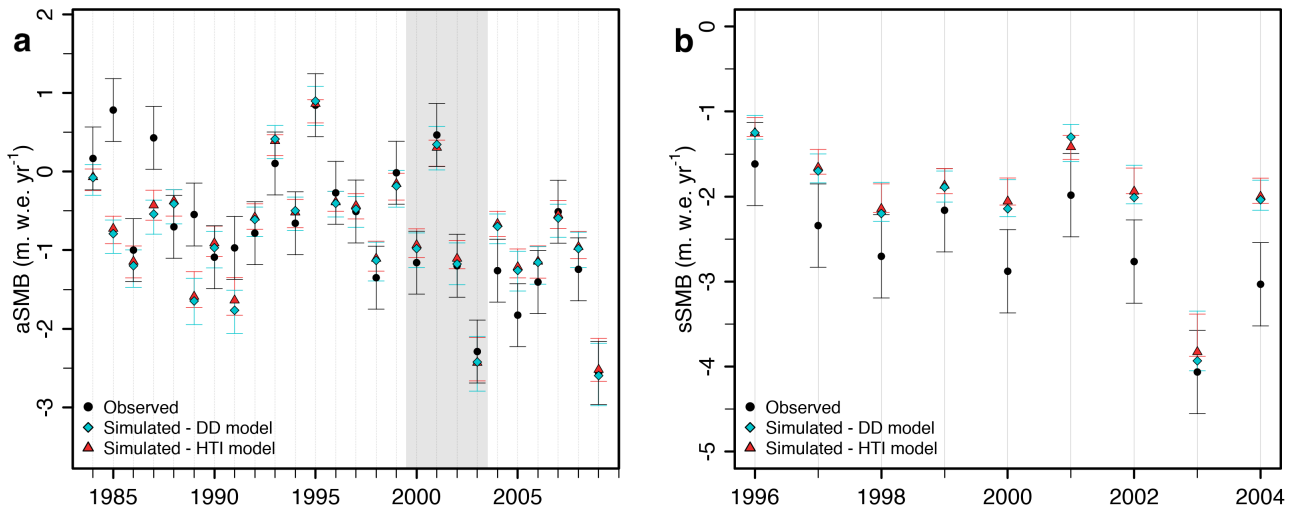 a
aSMB (m. w.e. yr⁻¹)
2
1
0
-1
-2
-3
Observed
Simulated - DD model
Simulated - HTI model
1985 1990 1995 2000 2005
b
sSMB (m. w.e. yr⁻¹)
0
-1
-2
-3
-4
-5
Observed
Simulated - DD model
Simulated - HTI model
1996 1998 2000 2002 2004